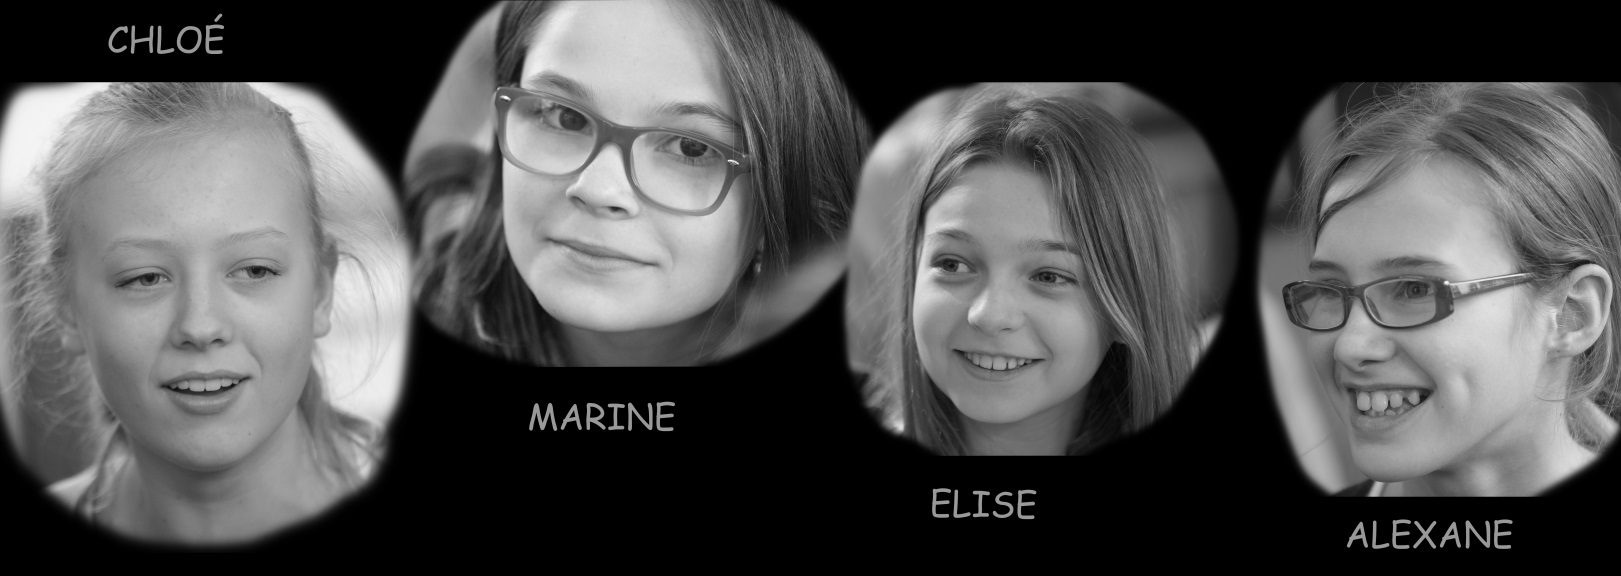 CHLOÉ
MARINE
ELISE
ALEXANE